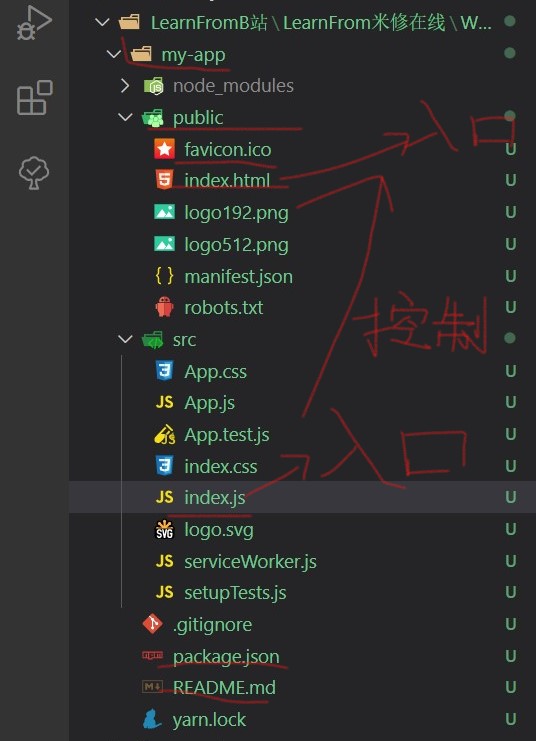 LearnFromB站 \ LearnFrom米修在线 \ W...
my-app
node_modules
public
入口
favicon.ico U
index.html U
logo192.png U
logo512.png U
manifest.json U
robots.txt U
控制
src
App.css U
App.js U
App.test.js U
入口
index.css U
JS index.js U
logo.svg U
JS serviceWorker.js U
JS setupTests.js U
.gitignore U
package.json U
README.md U
yarn.lock U